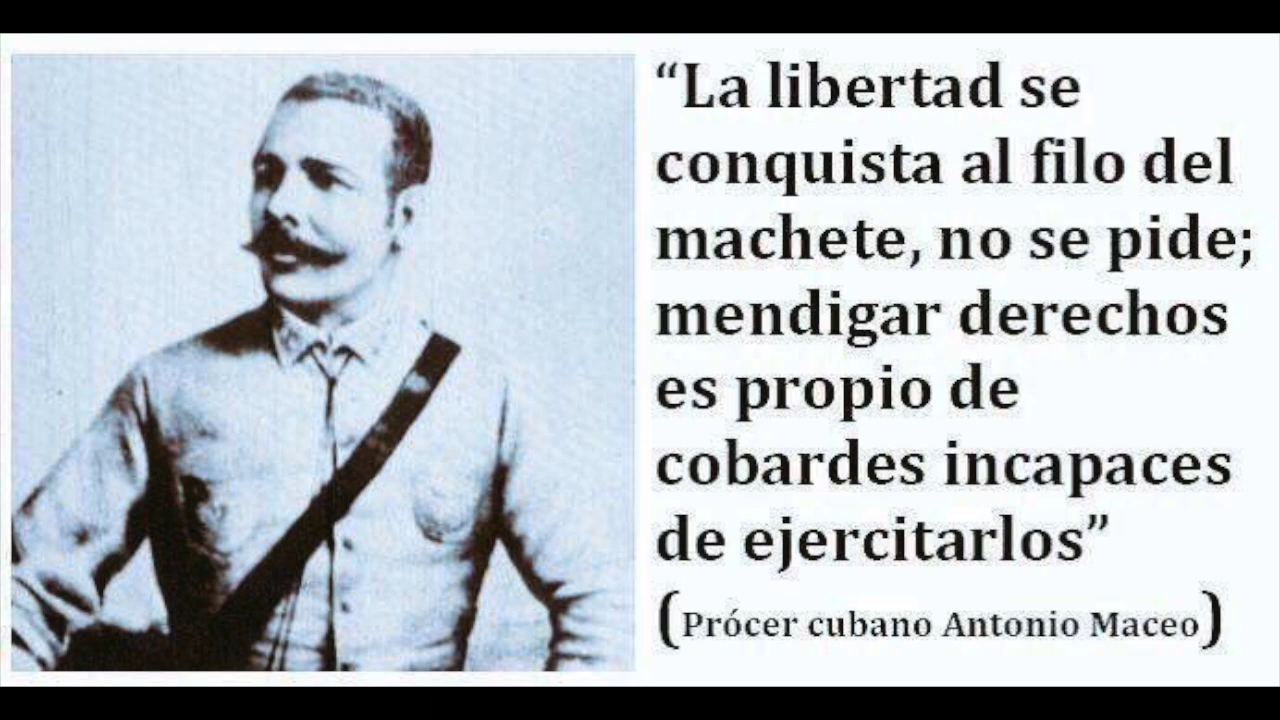 “La libertad se
conquista al filo del
machete, no se pide;
mendigar derechos
es propio de
cobardes incapaces
de ejercitarlos”
(Prócer cubano Antonio Maceo)